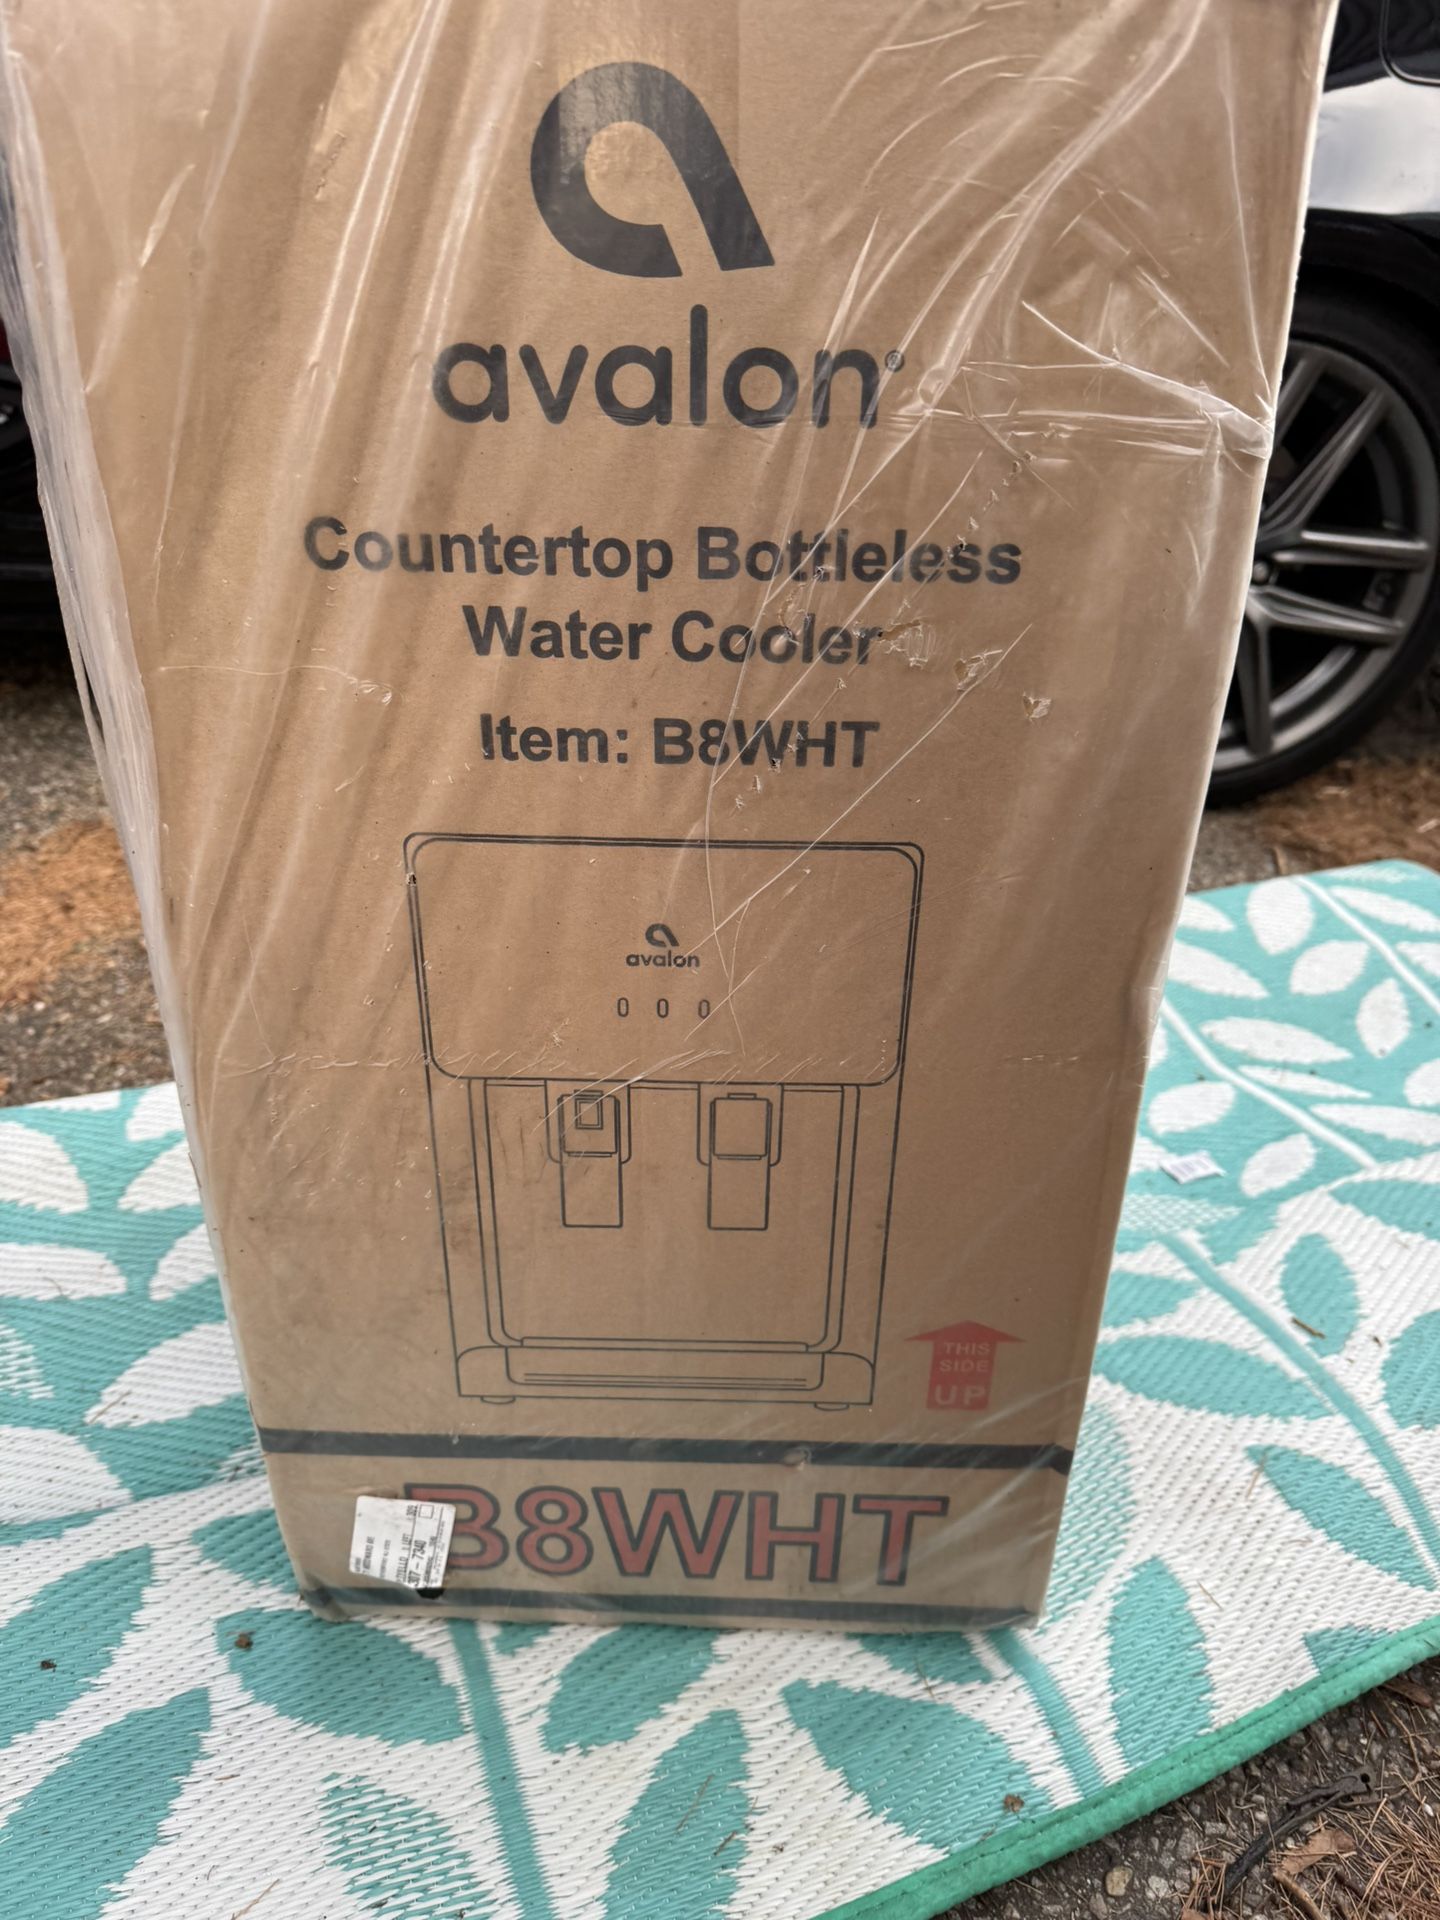 avalon®
Countertop Bottleless
Water Cooler
Item: B8WHT
avalon
THIS
SIDE
UP
B8WHT